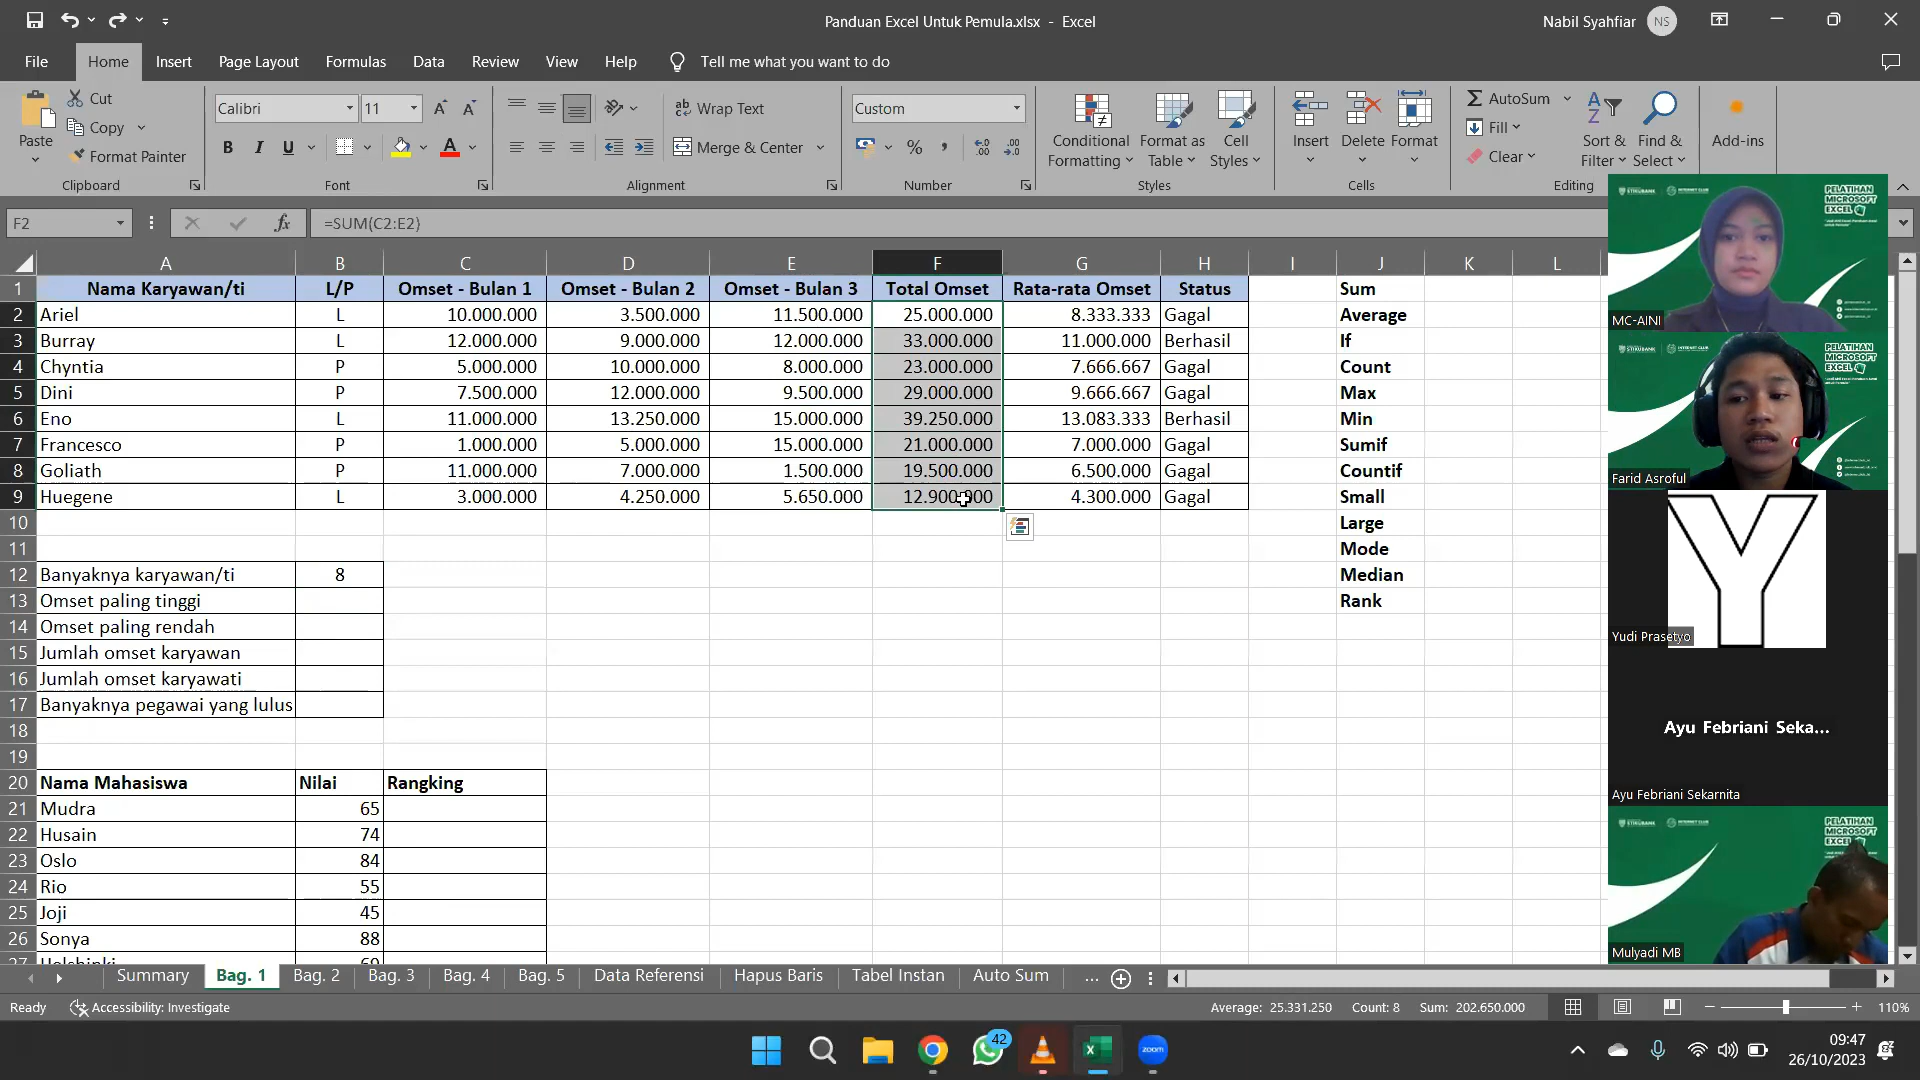 Panduan Excel Untuk Pemula.xlsx - Excel
Nabil Syahfiar NS
File Home Insert Page Layout Formulas Data Review View Help Tell me what you want to do
Paste
Cut
Copy
Format Painter
Clipboard
Calibri 11
B I U
Font
Wrap Text
Merge & Center
Alignment
Custom
Number
Conditional Formatting
Format as Table
Cell Styles
Styles
Insert Delete Format
Cells
AutoSum
Fill
Clear
Sort & Filter
Find & Select
Editing
Add-ins
F2 fx =SUM(C2:E2)
A B C D E F G H I J K L
1 Nama Karyawan/ti L/P Omset - Bulan 1 Omset - Bulan 2 Omset - Bulan 3 Total Omset Rata-rata Omset Status Sum
2 Ariel L 10.000.000 3.500.000 11.500.000 25.000.000 8.333.333 Gagal Average
3 Burray L 12.000.000 9.000.000 12.000.000 33.000.000 11.000.000 Berhasil If
4 Chyntia P 5.000.000 10.000.000 8.000.000 23.000.000 7.666.667 Gagal Count
5 Dini P 7.500.000 12.000.000 9.500.000 29.000.000 9.666.667 Gagal Max
6 Eno L 11.000.000 13.250.000 15.000.000 39.250.000 13.083.333 Berhasil Min
7 Francesco P 1.000.000 5.000.000 15.000.000 21.000.000 7.000.000 Gagal Sumif
8 Goliath P 11.000.000 7.000.000 1.500.000 19.500.000 6.500.000 Gagal Countif
9 Huegene L 3.000.000 4.250.000 5.650.000 12.900.000 4.300.000 Gagal Small
10 Large
11 Mode
12 Banyaknya karyawan/ti 8 Median
13 Omset paling tinggi Rank
14 Omset paling rendah
15 Jumlah omset karyawan
16 Jumlah omset karyawati
17 Banyaknya pegawai yang lulus
18
19
20 Nama Mahasiswa Nilai Rangking
21 Mudra 65
22 Husain 74
23 Oslo 84
24 Rio 55
25 Joji 45
26 Sonya 88
Summary Bag. 1 Bag. 2 Bag. 3 Bag. 4 Bag. 5 Data Referensi Hapus Baris Tabel Instan Auto Sum ...
Ready Accessibility: Investigate Average: 25.331.250 Count: 8 Sum: 202.650.000 110%
PELATIHAN
MICROSOFT
EXCEL
MC-AINI
PELATIHAN
MICROSOFT
EXCEL
Farid Asroful
Y
Yudi Prasetyo
Ayu Febriani Seka...
Ayu Febriani Sekarnita
PELATIHAN
MICROSOFT
EXCEL
Mulyadi MB
42
zoom
09:47
26/10/2023